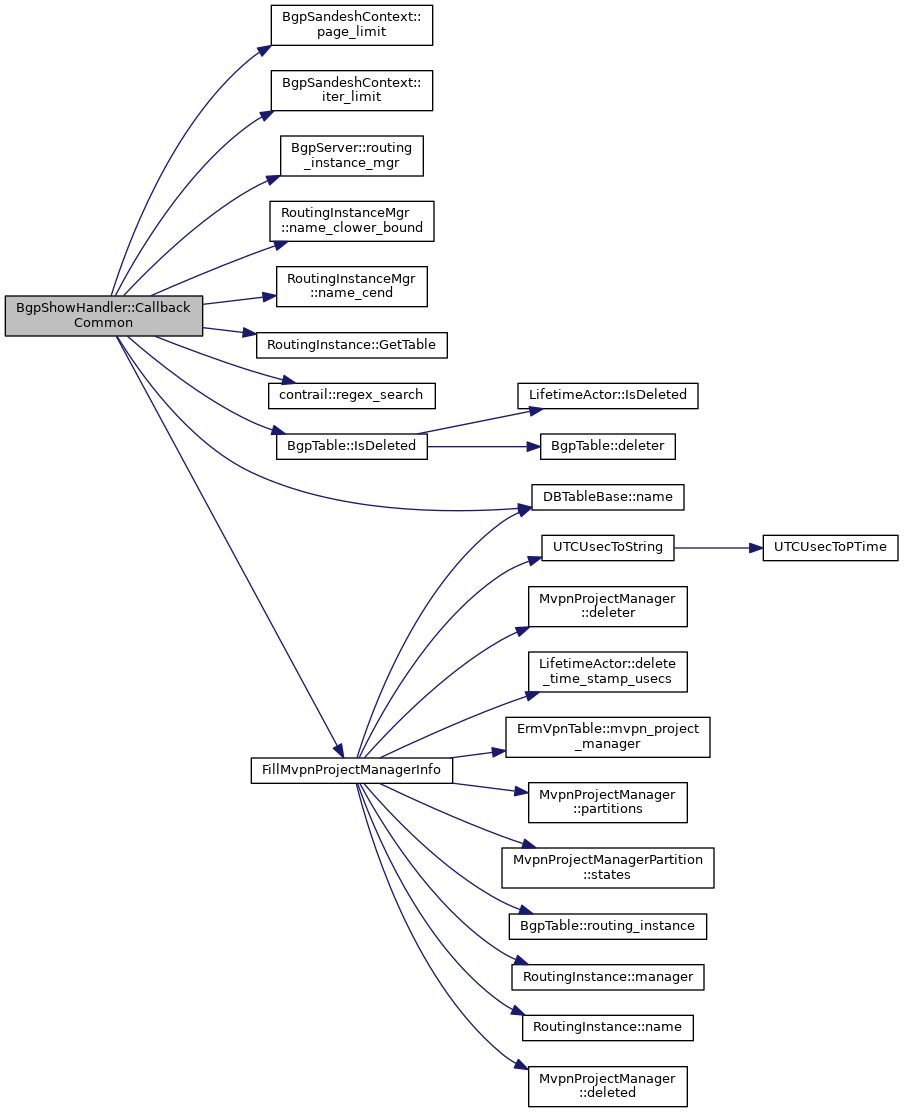 BgpSandeshContext::
page_limit
BgpSandeshContext::
iter_limit
BgpServer::routing
_instance_mgr
RoutingInstanceMgr
::name_clower_bound
RoutingInstanceMgr
::name_cend
BgpShowHandler::Callback
Common
RoutingInstance::GetTable
contrail::regex_search
LifetimeActor::IsDeleted
BgpTable::IsDeleted
BgpTable::deleter
DBTableBase::name
UTCUsecToString
UTCUsecToPTime
MvpnProjectManager
::deleter
LifetimeActor::delete
_time_stamp_usecs
ErmVpnTable::mvpn_project
_manager
FillMvpnProjectManagerInfo
MvpnProjectManager
::partitions
MvpnProjectManagerPartition
::states
BgpTable::routing_instance
RoutingInstance::manager
RoutingInstance::name
MvpnProjectManager
::deleted